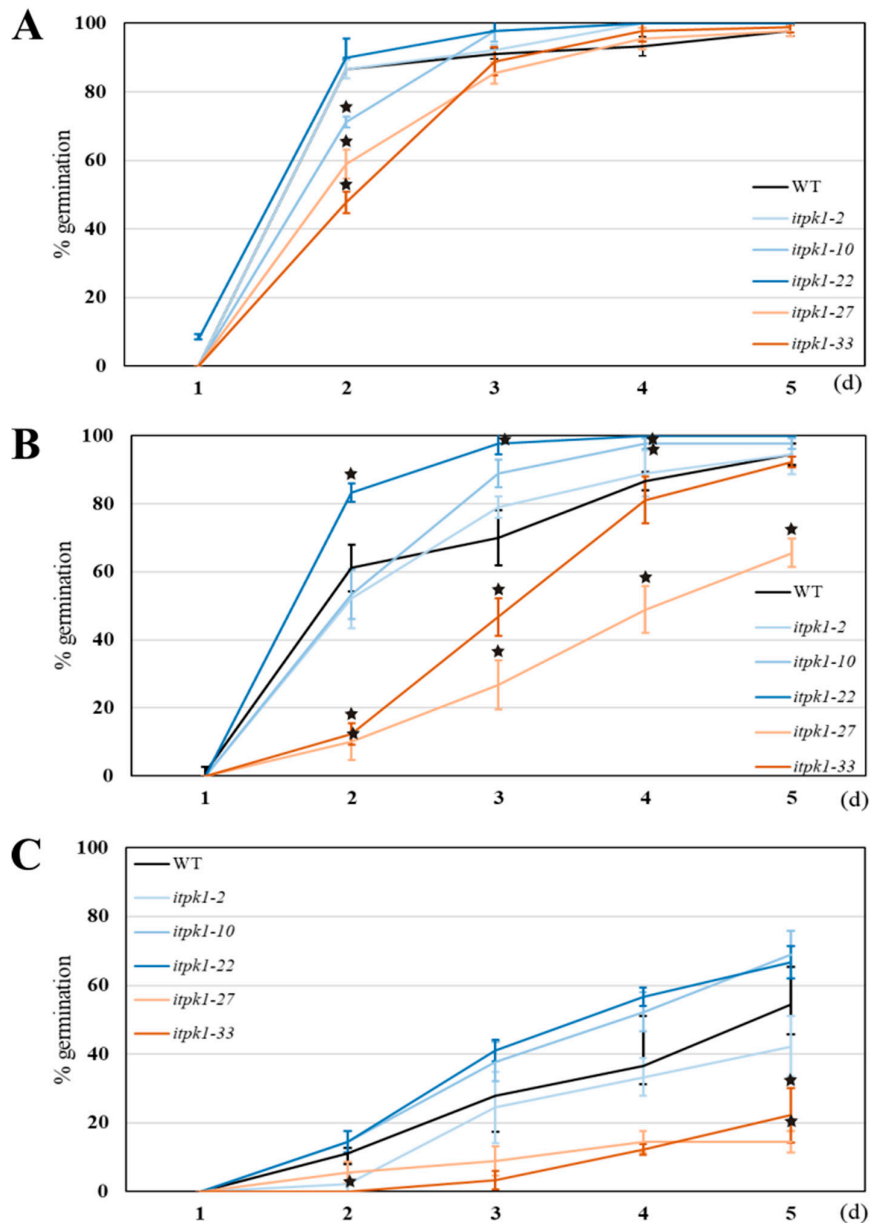 A
100
80
60
40
20
0
% germination
WT
itpk1-2
itpk1-10
itpk1-22
itpk1-27
itpk1-33
1 2 3 4 5 (d)
B
100
80
60
40
20
0
% germination
WT
itpk1-2
itpk1-10
itpk1-22
itpk1-27
itpk1-33
1 2 3 4 5 (d)
C
100
80
60
40
20
0
% germination
WT
itpk1-2
itpk1-10
itpk1-22
itpk1-27
itpk1-33
1 2 3 4 5 (d)